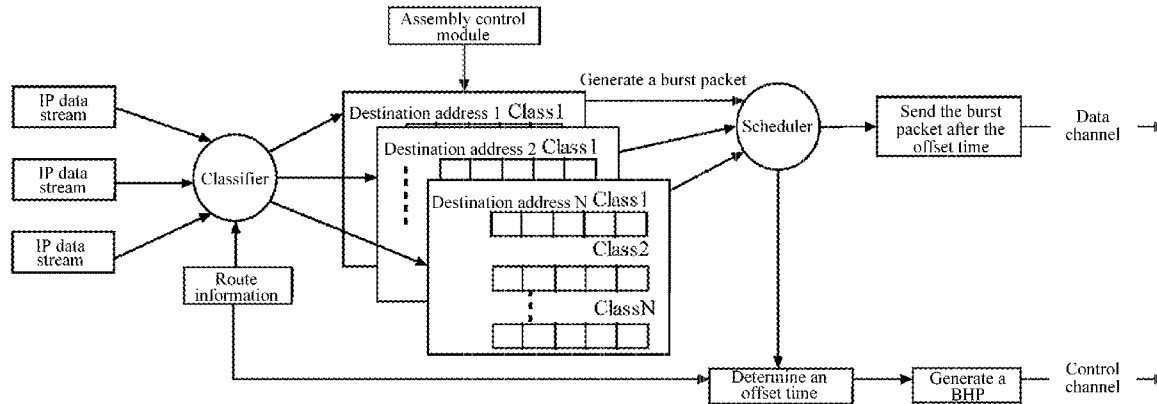 Assembly control
module
Generate a burst packet
IP data
stream
IP data
stream
IP data
stream
Classifier
Route
information
Destination address 1 Class1
Destination address 2 Class1
Destination address N Class1
Class2
ClassN
Scheduler
Send the burst
packet after the
offset time
Data
channel
Determine an
offset time
Generate a
BHP
Control
channel